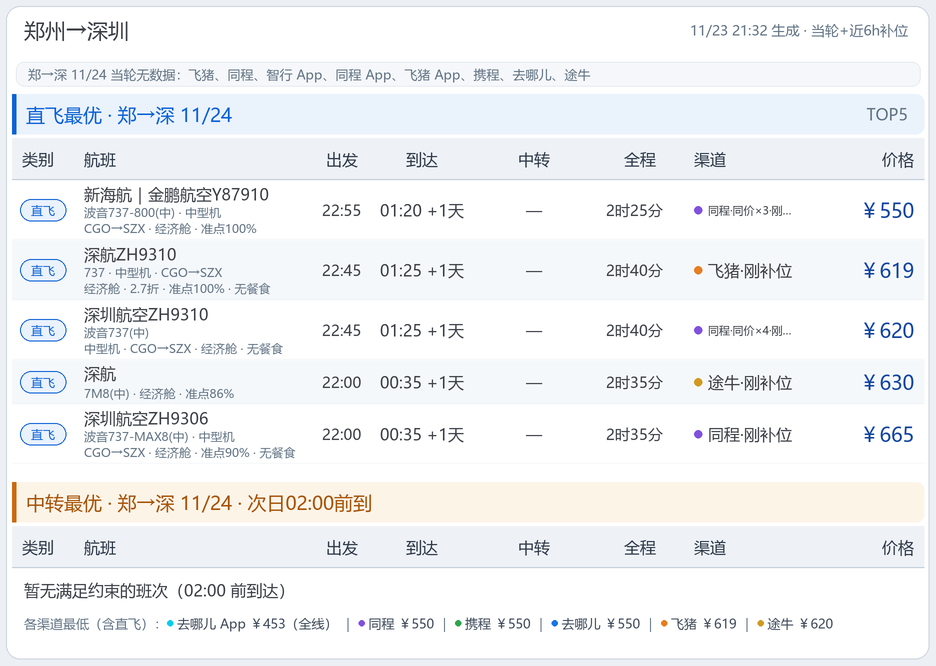 郑州→深圳
11/23 21:32 生成 · 当轮+近6h补位
郑→深 11/24 当轮无数据：飞猪、同程、智行 App、同程 App、飞猪 App、携程、去哪儿、途牛
直飞最优 · 郑→深 11/24 TOP5
类别 航班 出发 到达 中转 全程 渠道 价格
新海航｜金鹏航空Y87910
直飞 波音737-800(中) · 中型机 22:55 01:20 +1天 — 2时25分 同程·同价×3·刚... ¥550
CGO→SZX · 经济舱 · 准点100%
深航ZH9310
直飞 737 · 中型机 · CGO→SZX 22:45 01:25 +1天 — 2时40分 飞猪·刚补位 ¥619
经济舱 · 2.7折 · 准点100% · 无餐食
深圳航空ZH9310
直飞 波音737(中) 22:45 01:25 +1天 — 2时40分 同程·同价×4·刚... ¥620
中型机 · CGO→SZX · 经济舱 · 无餐食
深航
直飞 7M8(中) · 经济舱 · 准点86% 22:00 00:35 +1天 — 2时35分 途牛·刚补位 ¥630
深圳航空ZH9306
直飞 波音737-MAX8(中) · 中型机 22:00 00:35 +1天 — 2时35分 同程·刚补位 ¥665
CGO→SZX · 经济舱 · 准点90% · 无餐食
中转最优 · 郑→深 11/24 · 次日02:00前到
类别 航班 出发 到达 中转 全程 渠道 价格
暂无满足约束的班次（02:00 前到达）
各渠道最低（含直飞）: 去哪儿 App ¥453（全线） | 同程 ¥550 | 携程 ¥550 | 去哪儿 ¥550 | 飞猪 ¥619 | 途牛 ¥620